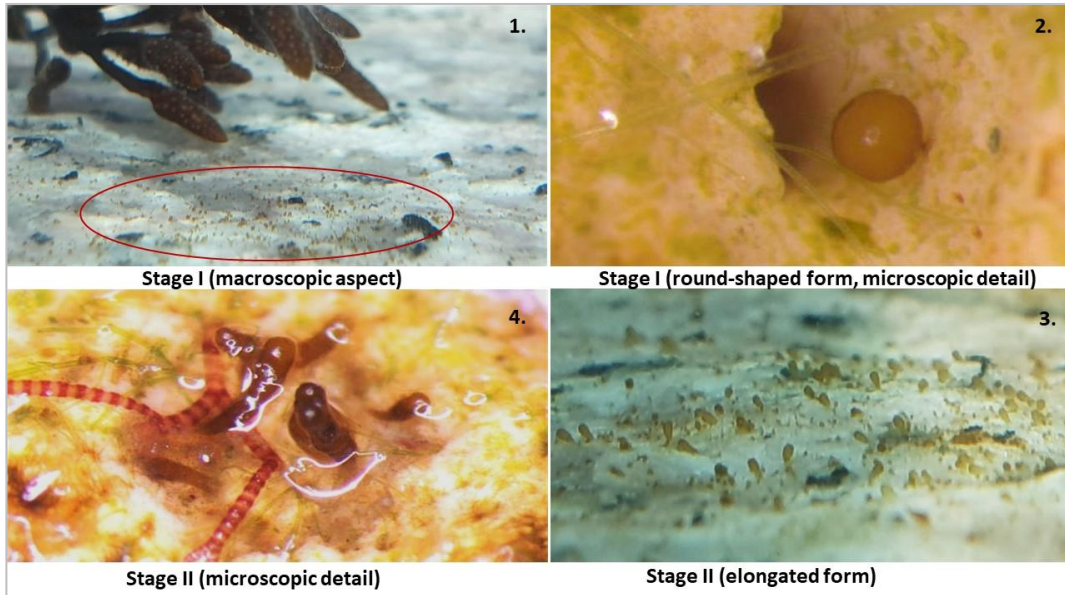 1.
2.
Stage I (macroscopic aspect)
Stage I (round-shaped form, microscopic detail)
4.
3.
Stage II (microscopic detail)
Stage II (elongated form)